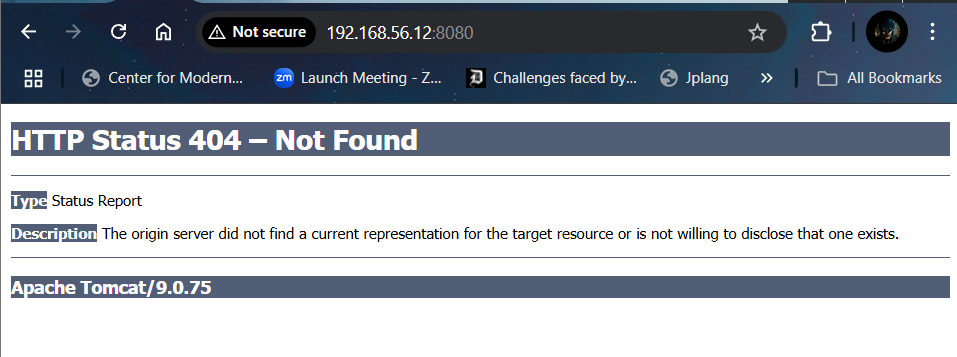 Not secure 192.168.56.12:8080
Center for Modern... zm Launch Meeting - Z... D Challenges faced by... Jplang » All Bookmarks
HTTP Status 404 – Not Found
Type Status Report
Description The origin server did not find a current representation for the target resource or is not willing to disclose that one exists.
Apache Tomcat/9.0.75